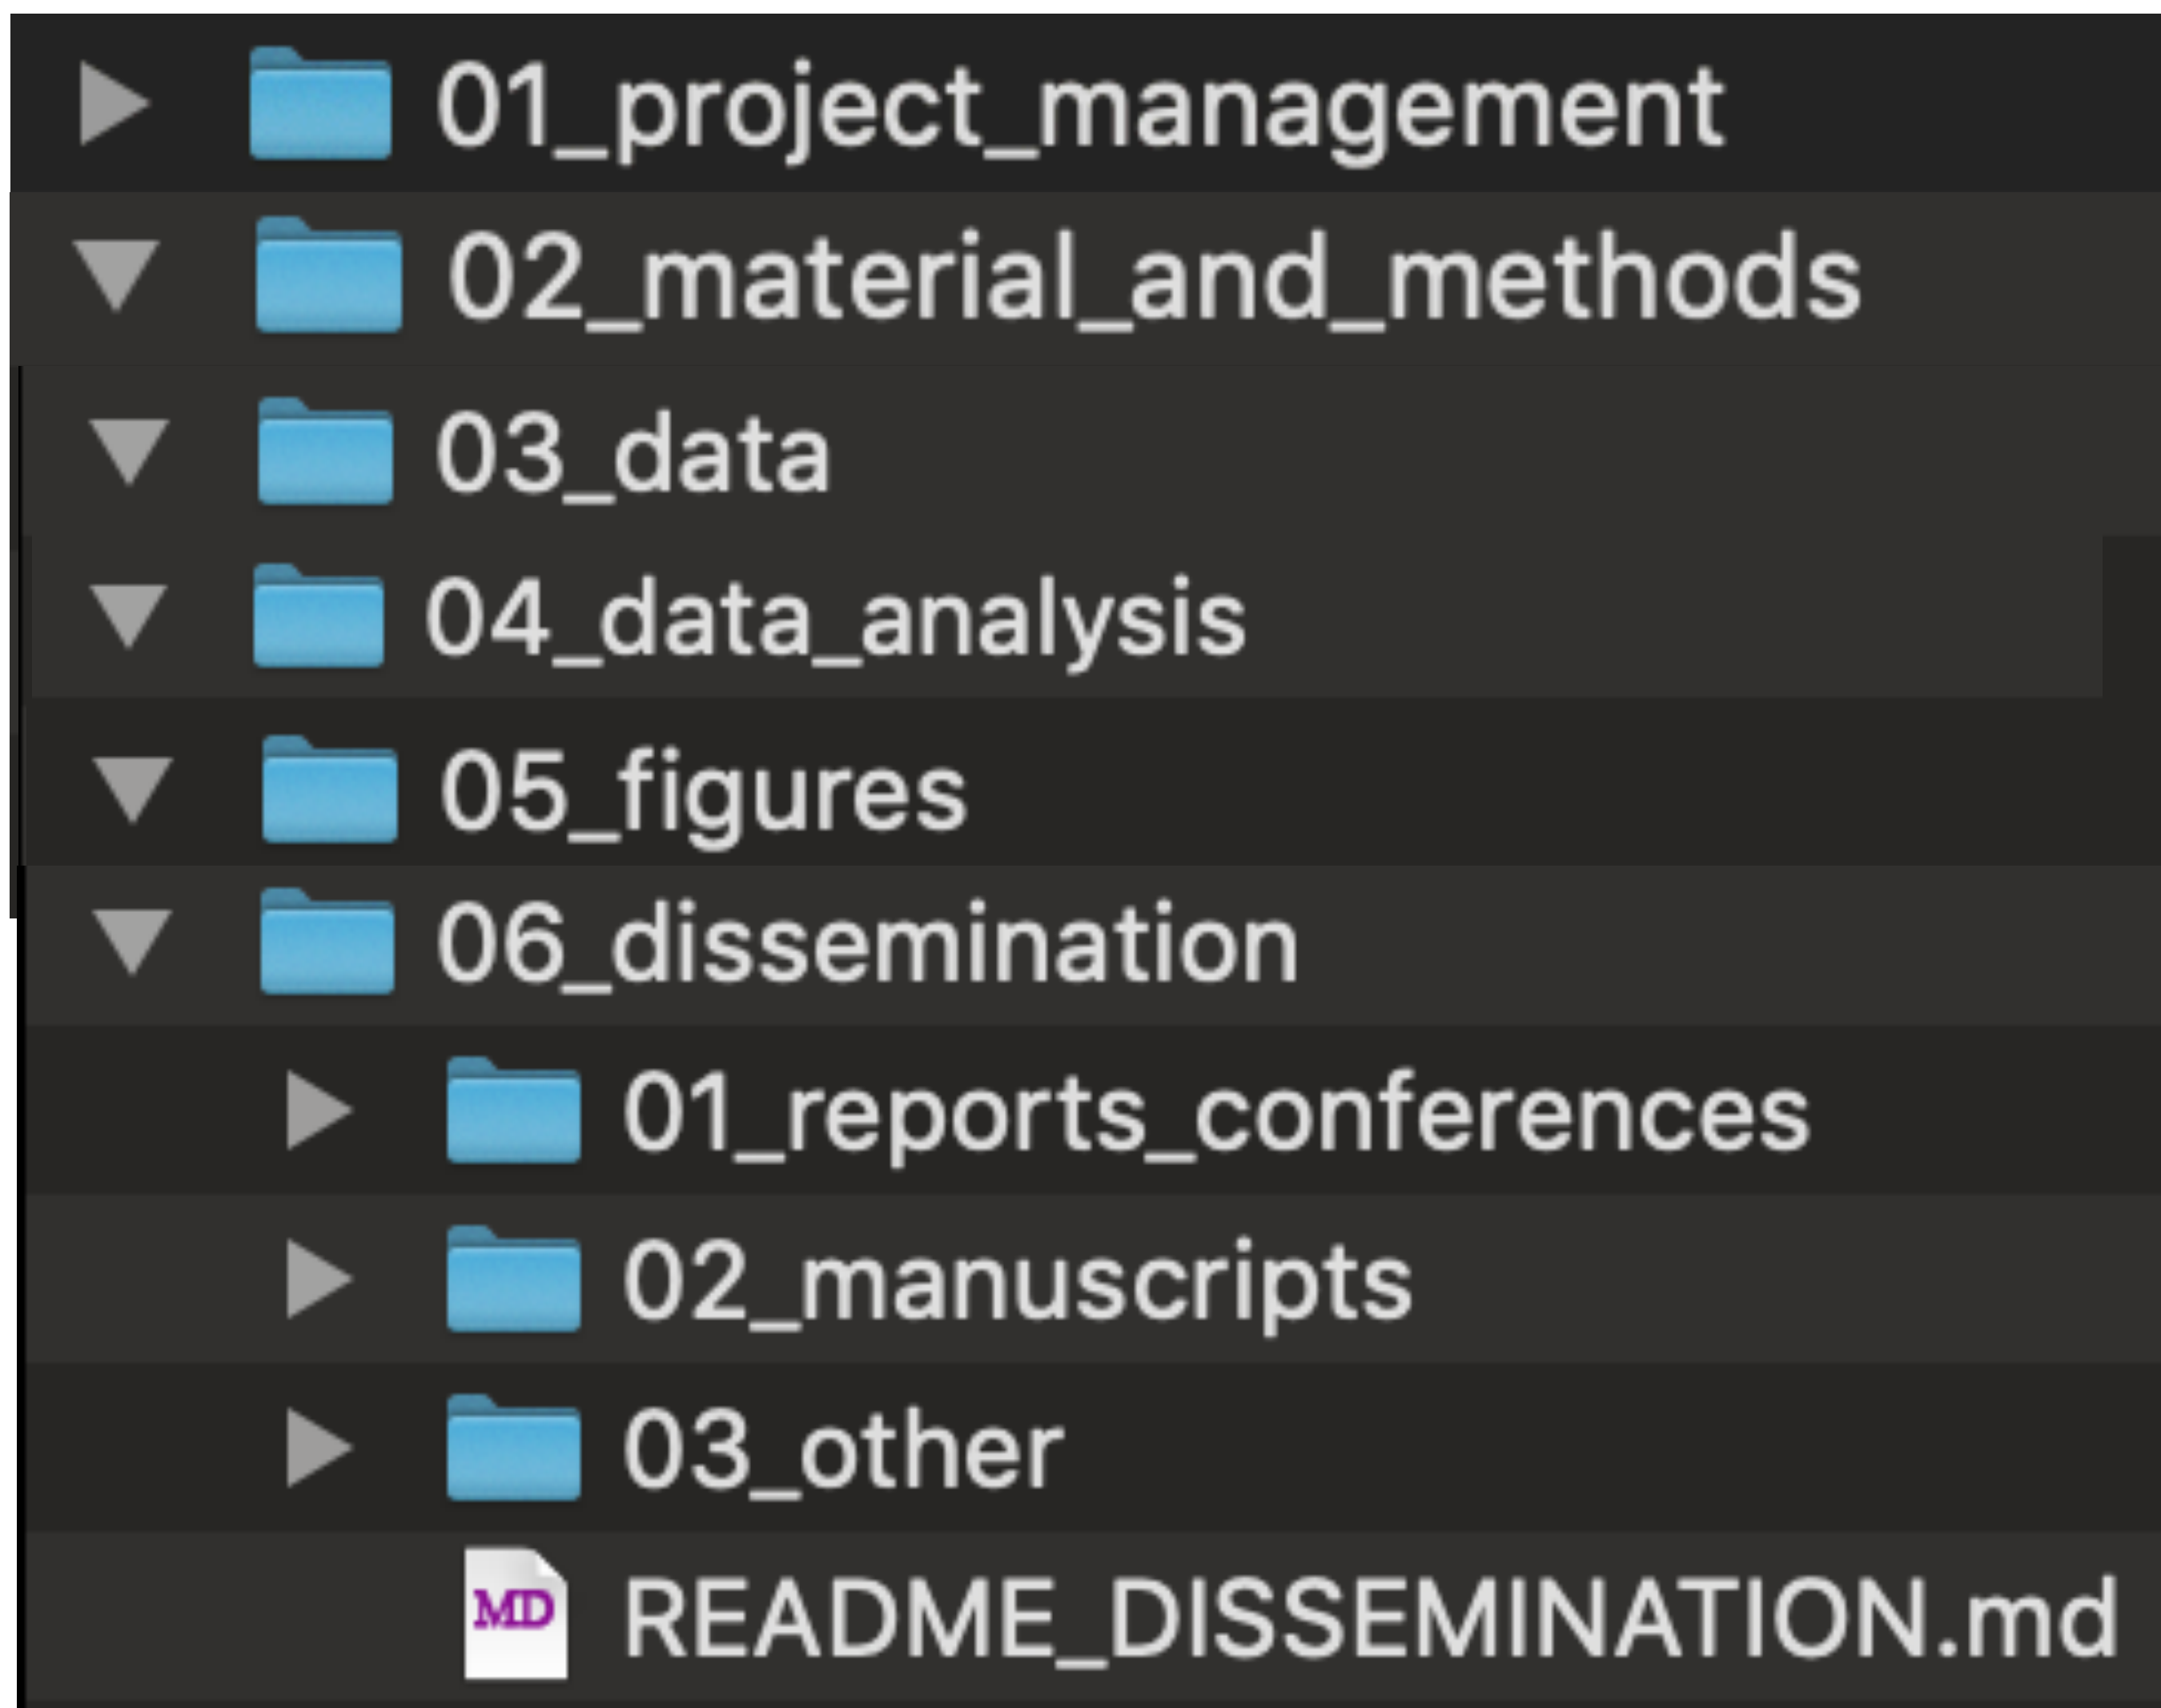 01_project_management
02_material_and_methods
03_data
04_data_analysis
05_figures
06_dissemination
01_reports_conferences
02_manuscripts
03_other
MD README_DISSEMINATION.md